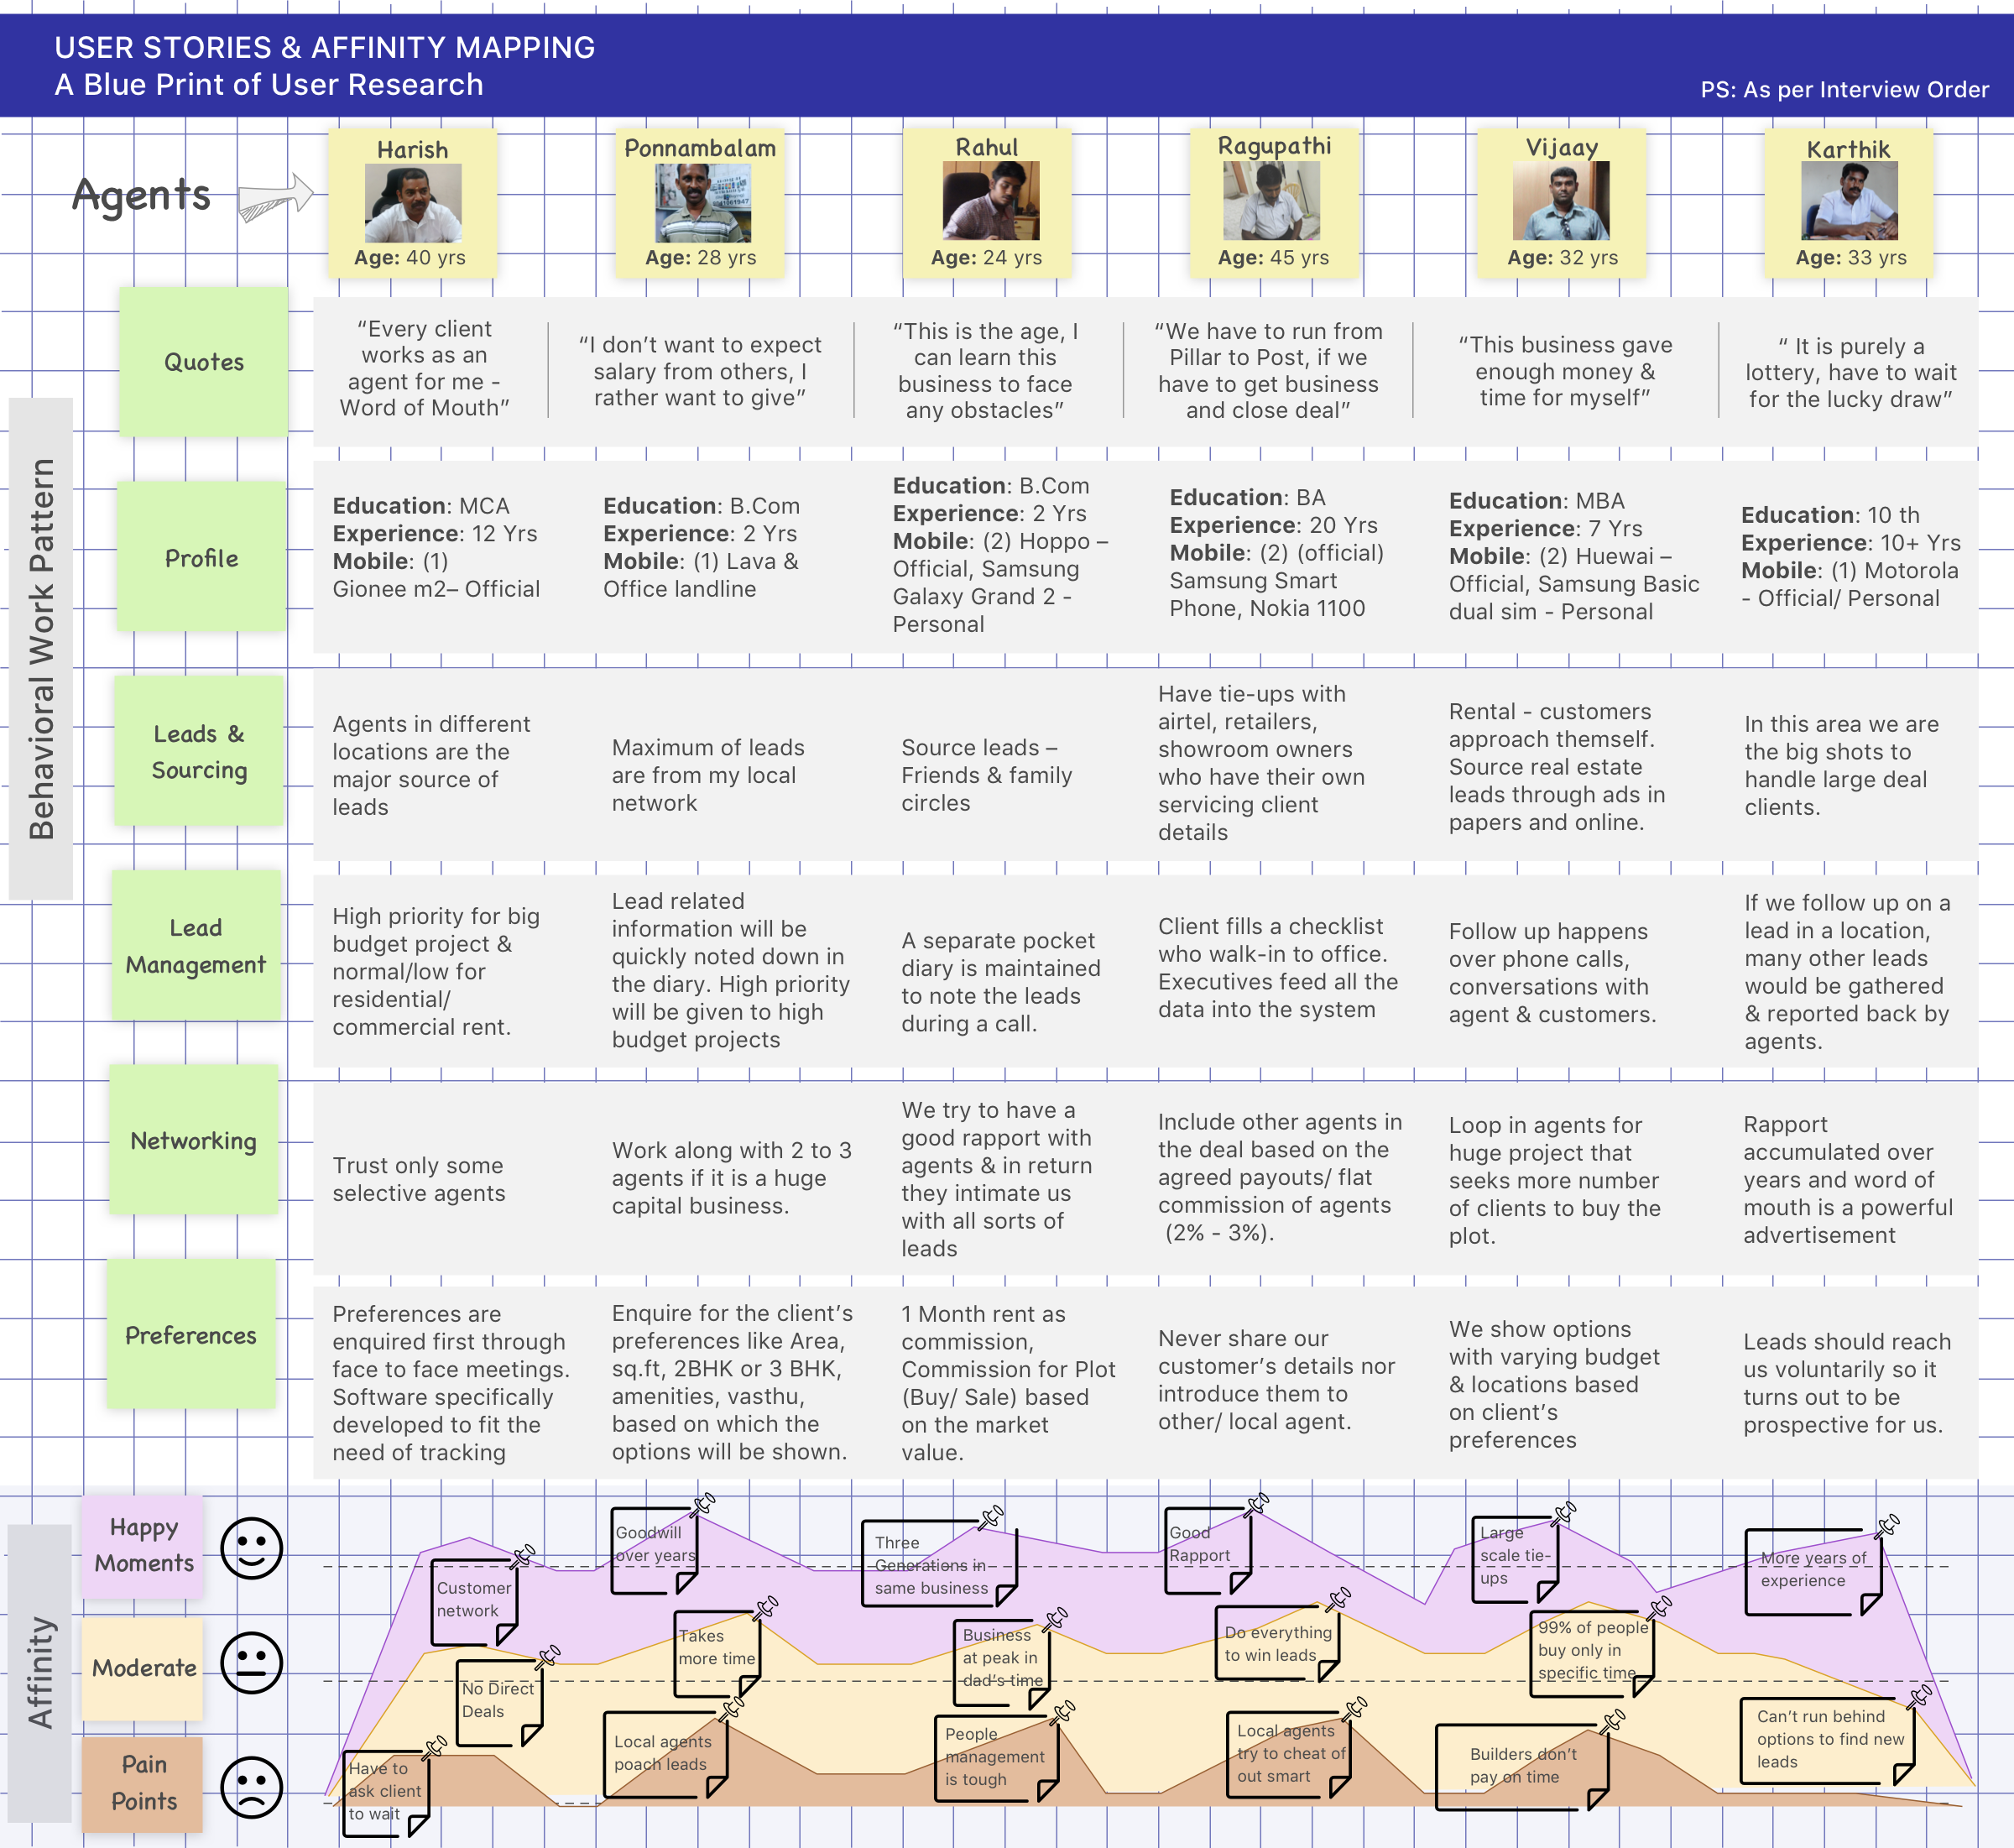 USER STORIES & AFFINITY MAPPING
A Blue Print of User Research
PS: As per Interview Order
Agents
Harish
Age: 40 yrs
Ponnambalam
Age: 28 yrs
Rahul
Age: 24 yrs
Ragupathi
Age: 45 yrs
Vijaay
Age: 32 yrs
Karthik
Age: 33 yrs
Behavioral Work Pattern
Quotes
“Every client
works as an
agent for me -
Word of Mouth”
“I don’t want to expect
salary from others, I
rather want to give”
“This is the age, I
can learn this
business to face
any obstacles”
“We have to run from
Pillar to Post, if we
have to get business
and close deal”
“This business gave
enough money &
time for myself”
“ It is purely a
lottery, have to wait
for the lucky draw”
Profile
Education: MCA
Experience: 12 Yrs
Mobile: (1)
Gionee m2– Official
Education: B.Com
Experience: 2 Yrs
Mobile: (1) Lava &
Office landline
Education: B.Com
Experience: 2 Yrs
Mobile: (2) Hoppo –
Official, Samsung
Galaxy Grand 2 -
Personal
Education: BA
Experience: 20 Yrs
Mobile: (2) (official)
Samsung Smart
Phone, Nokia 1100
Education: MBA
Experience: 7 Yrs
Mobile: (2) Huewai –
Official, Samsung Basic
dual sim - Personal
Education: 10 th
Experience: 10+ Yrs
Mobile: (1) Motorola
- Official/ Personal
Leads &
Sourcing
Agents in different
locations are the
major source of
leads
Maximum of leads
are from my local
network
Source leads –
Friends & family
circles
Have tie-ups with
airtel, retailers,
showroom owners
who have their own
servicing client
details
Rental - customers
approach themself.
Source real estate
leads through ads in
papers and online.
In this area we are
the big shots to
handle large deal
clients.
Lead
Management
High priority for big
budget project &
normal/low for
residential/
commercial rent.
Lead related
information will be
quickly noted down in
the diary. High priority
will be given to high
budget projects
A separate pocket
diary is maintained
to note the leads
during a call.
Client fills a checklist
who walk-in to office.
Executives feed all the
data into the system
Follow up happens
over phone calls,
conversations with
agent & customers.
If we follow up on a
lead in a location,
many other leads
would be gathered
& reported back by
agents.
Networking
Trust only some
selective agents
Work along with 2 to 3
agents if it is a huge
capital business.
We try to have a
good rapport with
agents & in return
they intimate us
with all sorts of
leads
Include other agents in
the deal based on the
agreed payouts/ flat
commission of agents
(2% - 3%).
Loop in agents for
huge project that
seeks more number
of clients to buy the
plot.
Rapport
accumulated over
years and word of
mouth is a powerful
advertisement
Preferences
Preferences are
enquired first through
face to face meetings.
Software specifically
developed to fit the
need of tracking
Enquire for the client’s
preferences like Area,
sq.ft, 2BHK or 3 BHK,
amenities, vasthu,
based on which the
options will be shown.
1 Month rent as
commission,
Commission for Plot
(Buy/ Sale) based
on the market
value.
Never share our
customer’s details nor
introduce them to
other/ local agent.
We show options
with varying budget
& locations based
on client’s
preferences
Leads should reach
us voluntarily so it
turns out to be
prospective for us.
Affinity
Happy
Moments
Customer
network
Goodwill
over years
Three
Generations in
same business
Good
Rapport
Large
scale tie-
ups
More years of
experience
Moderate
No Direct
Deals
Takes
more time
Business
at peak in
dad’s time
Do everything
to win leads
99% of people
buy only in
specific time
Pain
Points
Have to
ask client
to wait
Local agents
poach leads
People
management
is tough
Local agents
try to cheat of
out smart
Builders don’t
pay on time
Can’t run behind
options to find new
leads